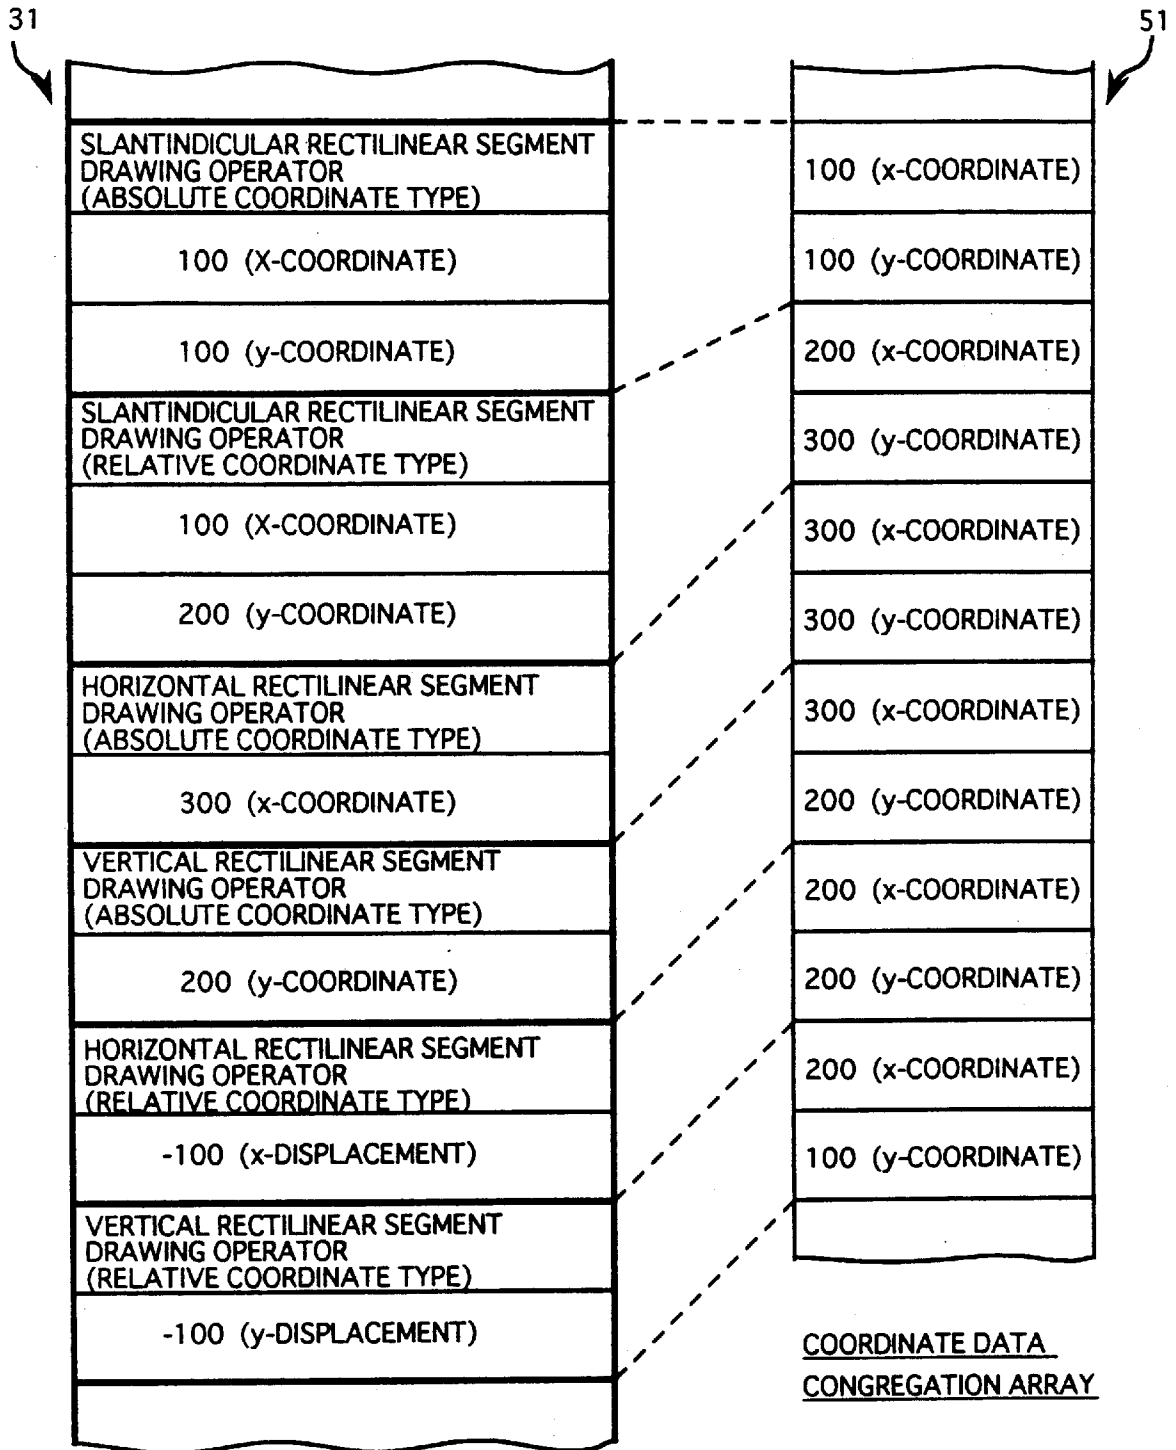 31
51
SLANTINDICULAR RECTILINEAR SEGMENT
DRAWING OPERATOR
(ABSOLUTE COORDINATE TYPE)
100 (X-COORDINATE)
100 (y-COORDINATE)
SLANTINDICULAR RECTILINEAR SEGMENT
DRAWING OPERATOR
(RELATIVE COORDINATE TYPE)
100 (X-COORDINATE)
200 (y-COORDINATE)
HORIZONTAL RECTILINEAR SEGMENT
DRAWING OPERATOR
(ABSOLUTE COORDINATE TYPE)
300 (x-COORDINATE)
VERTICAL RECTILINEAR SEGMENT
DRAWING OPERATOR
(ABSOLUTE COORDINATE TYPE)
200 (y-COORDINATE)
HORIZONTAL RECTILINEAR SEGMENT
DRAWING OPERATOR
(RELATIVE COORDINATE TYPE)
-100 (x-DISPLACEMENT)
VERTICAL RECTILINEAR SEGMENT
DRAWING OPERATOR
(RELATIVE COORDINATE TYPE)
-100 (y-DISPLACEMENT)
100 (x-COORDINATE)
100 (y-COORDINATE)
200 (x-COORDINATE)
300 (y-COORDINATE)
300 (x-COORDINATE)
300 (y-COORDINATE)
300 (x-COORDINATE)
200 (y-COORDINATE)
200 (x-COORDINATE)
200 (y-COORDINATE)
200 (x-COORDINATE)
100 (y-COORDINATE)
COORDINATE DATA
CONGREGATION ARRAY